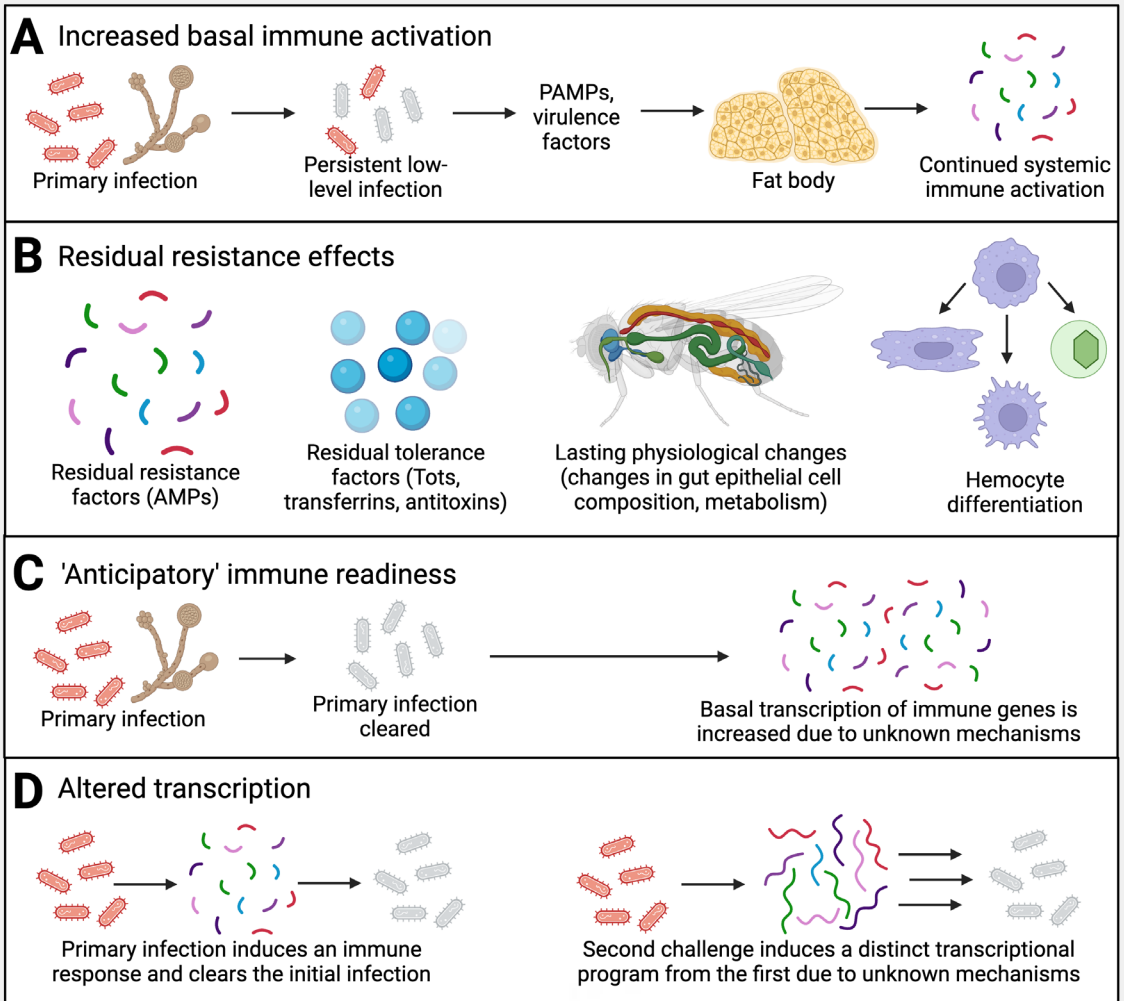 A Increased basal immune activation
Primary infection
Persistent low-
level infection
PAMPs,
virulence
factors
Fat body
Continued systemic
immune activation
B Residual resistance effects
Residual resistance
factors (AMPs)
Residual tolerance
factors (Tots,
transferrins, antitoxins)
Lasting physiological changes
(changes in gut epithelial cell
composition, metabolism)
Hemocyte
differentiation
C 'Anticipatory' immune readiness
Primary infection
Primary infection
cleared
Basal transcription of immune genes is
increased due to unknown mechanisms
D Altered transcription
Primary infection induces an immune
response and clears the initial infection
Second challenge induces a distinct transcriptional
program from the first due to unknown mechanisms